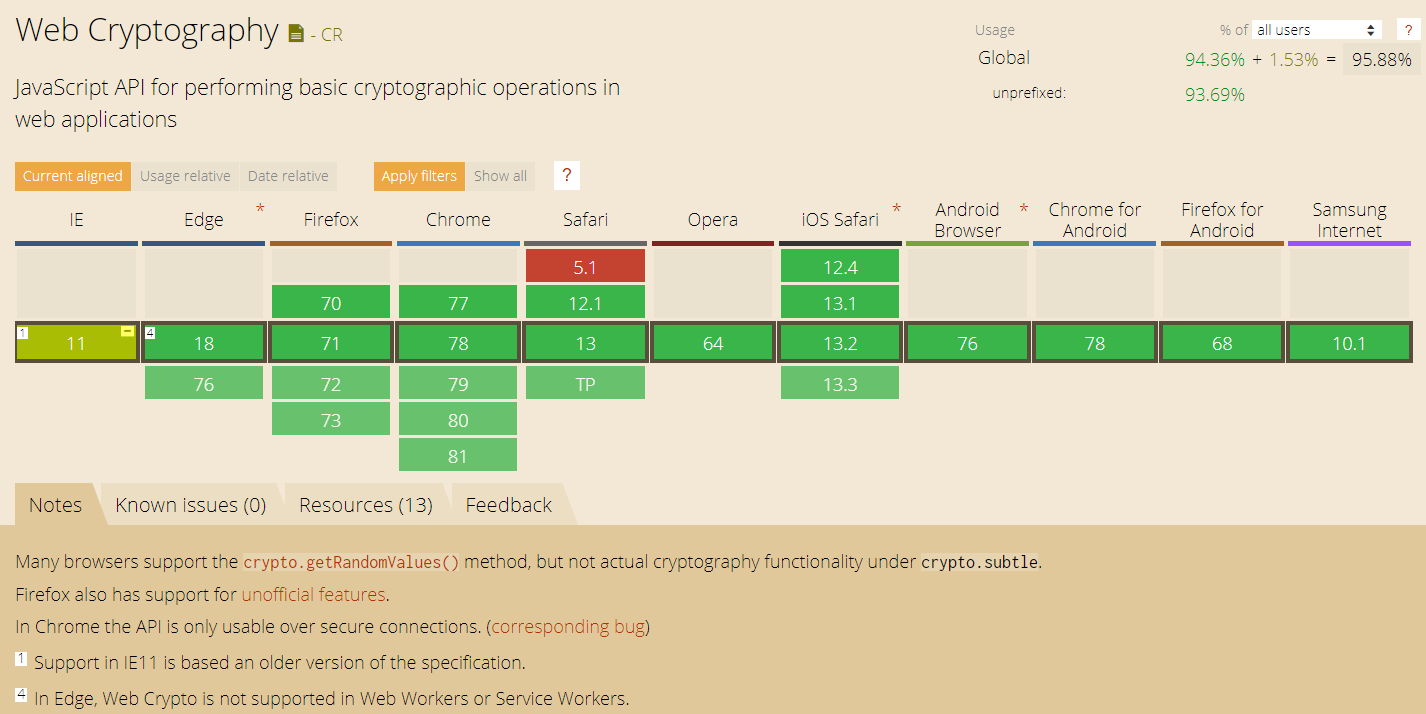 Web Cryptography - CR
Usage % of all users ?
Global 94.36% + 1.53% = 95.88%
unprefixed: 93.69%
JavaScript API for performing basic cryptographic operations in
web applications
Current aligned Usage relative Date relative Apply filters Show all ?
IE Edge * Firefox Chrome Safari Opera iOS Safari * Android Browser * Chrome for Android Firefox for Android Samsung Internet
5.1 12.4
70 77 12.1 13.1
1 11 - 4 18 71 78 13 64 13.2 76 78 68 10.1
76 72 79 TP 13.3
73 80
81
Notes Known issues (0) Resources (13) Feedback
Many browsers support the crypto.getRandomValues() method, but not actual cryptography functionality under crypto.subtle.
Firefox also has support for unofficial features.
In Chrome the API is only usable over secure connections. (corresponding bug)
1 Support in IE11 is based an older version of the specification.
4 In Edge, Web Crypto is not supported in Web Workers or Service Workers.